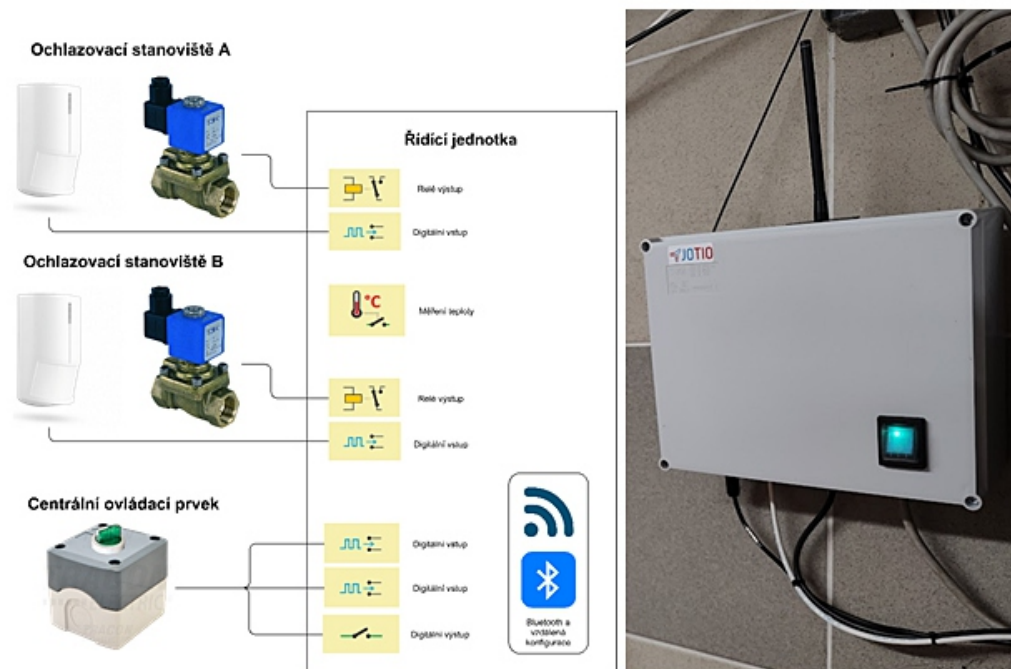 Ochlazovací stanoviště A
Řídící jednotka
Relé výstup
Digitální vstup
Ochlazovací stanoviště B
Měření teploty
°C
Relé výstup
Digitální vstup
Centrální ovládací prvek
Digitální vstup
Digitální vstup
Digitální výstup
Bluetooth a
vzdálená
konfigurace
JOTIO